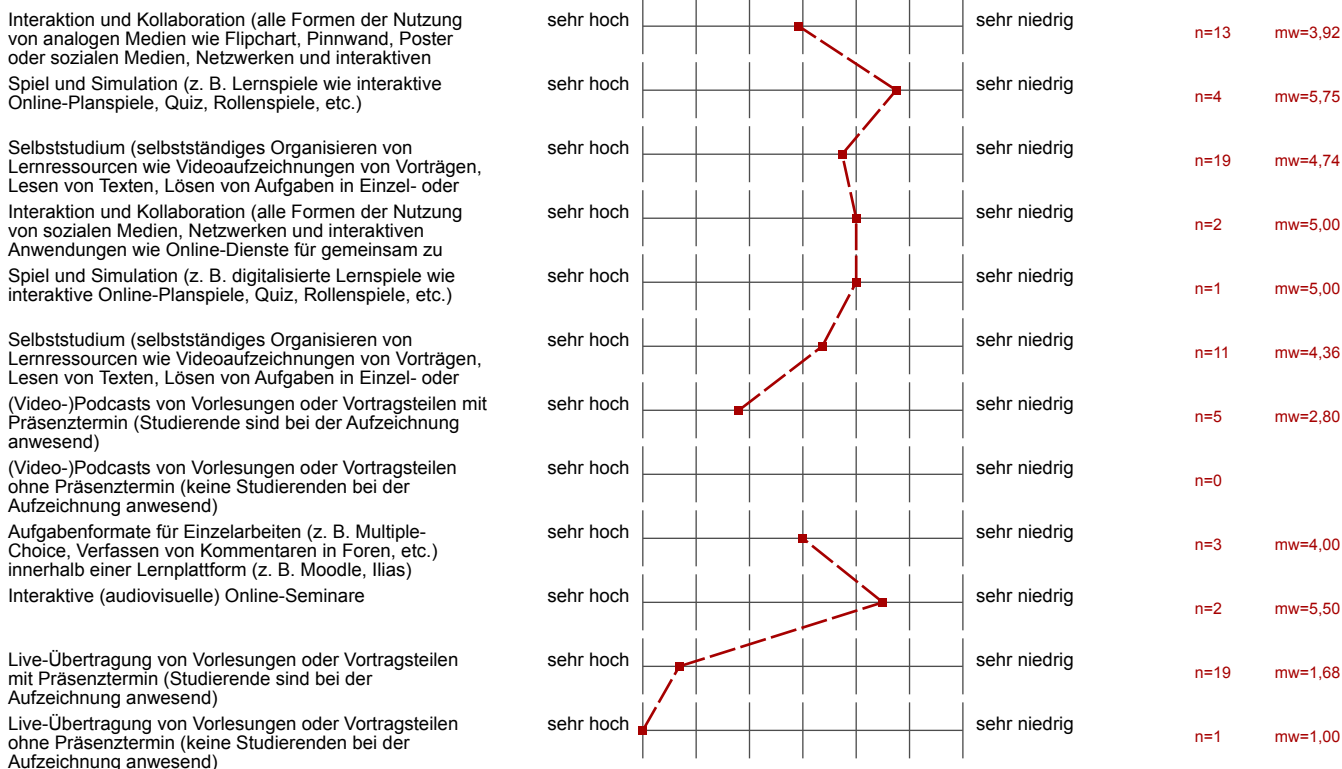 Interaktion und Kollaboration (alle Formen der Nutzung
von analogen Medien wie Flipchart, Pinnwand, Poster
oder sozialen Medien, Netzwerken und interaktiven
sehr hoch
sehr niedrig
n=13
mw=3,92
Spiel und Simulation (z. B. Lernspiele wie interaktive
Online-Planspiele, Quiz, Rollenspiele, etc.)
sehr hoch
sehr niedrig
n=4
mw=5,75
Selbststudium (selbstständiges Organisieren von
Lernressourcen wie Videoaufzeichnungen von Vorträgen,
Lesen von Texten, Lösen von Aufgaben in Einzel- oder
sehr hoch
sehr niedrig
n=19
mw=4,74
Interaktion und Kollaboration (alle Formen der Nutzung
von sozialen Medien, Netzwerken und interaktiven
Anwendungen wie Online-Dienste für gemeinsam zu
sehr hoch
sehr niedrig
n=2
mw=5,00
Spiel und Simulation (z. B. digitalisierte Lernspiele wie
interaktive Online-Planspiele, Quiz, Rollenspiele, etc.)
sehr hoch
sehr niedrig
n=1
mw=5,00
Selbststudium (selbstständiges Organisieren von
Lernressourcen wie Videoaufzeichnungen von Vorträgen,
Lesen von Texten, Lösen von Aufgaben in Einzel- oder
sehr hoch
sehr niedrig
n=11
mw=4,36
(Video-)Podcasts von Vorlesungen oder Vortragsteilen mit
Präsenztermin (Studierende sind bei der Aufzeichnung
anwesend)
sehr hoch
sehr niedrig
n=5
mw=2,80
(Video-)Podcasts von Vorlesungen oder Vortragsteilen
ohne Präsenztermin (keine Studierenden bei der
Aufzeichnung anwesend)
sehr hoch
sehr niedrig
n=0
Aufgabenformate für Einzelarbeiten (z. B. Multiple-
Choice, Verfassen von Kommentaren in Foren, etc.)
innerhalb einer Lernplattform (z. B. Moodle, Ilias)
sehr hoch
sehr niedrig
n=3
mw=4,00
Interaktive (audiovisuelle) Online-Seminare
sehr hoch
sehr niedrig
n=2
mw=5,50
Live-Übertragung von Vorlesungen oder Vortragsteilen
mit Präsenztermin (Studierende sind bei der
Aufzeichnung anwesend)
sehr hoch
sehr niedrig
n=19
mw=1,68
Live-Übertragung von Vorlesungen oder Vortragsteilen
ohne Präsenztermin (keine Studierenden bei der
Aufzeichnung anwesend)
sehr hoch
sehr niedrig
n=1
mw=1,00